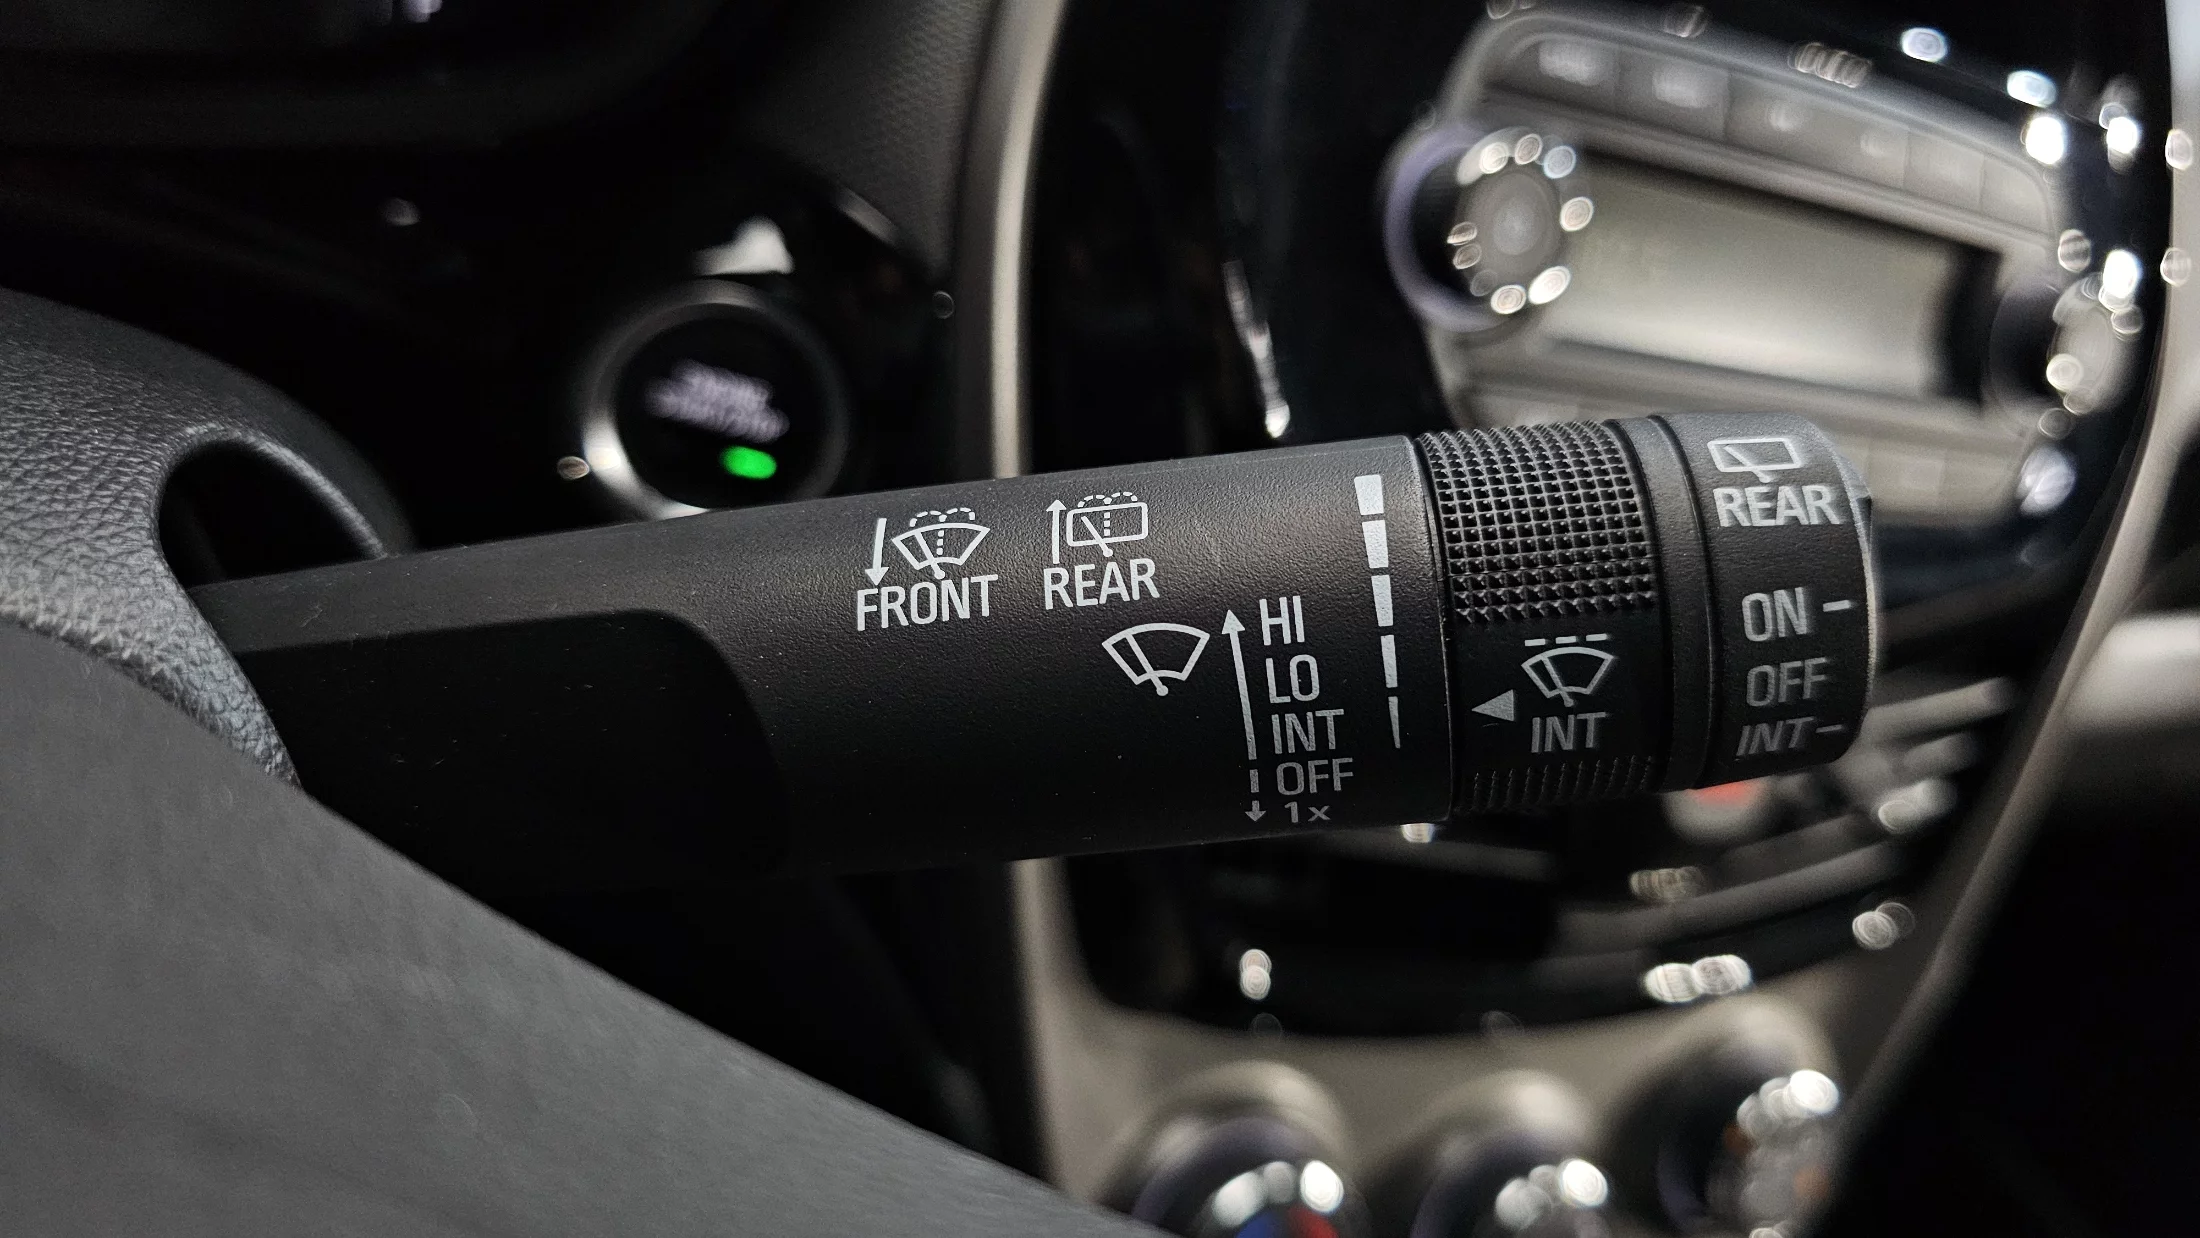 FRONT
REAR
HI
LO
INT
OFF
1x
INT
REAR
ON
OFF
INT